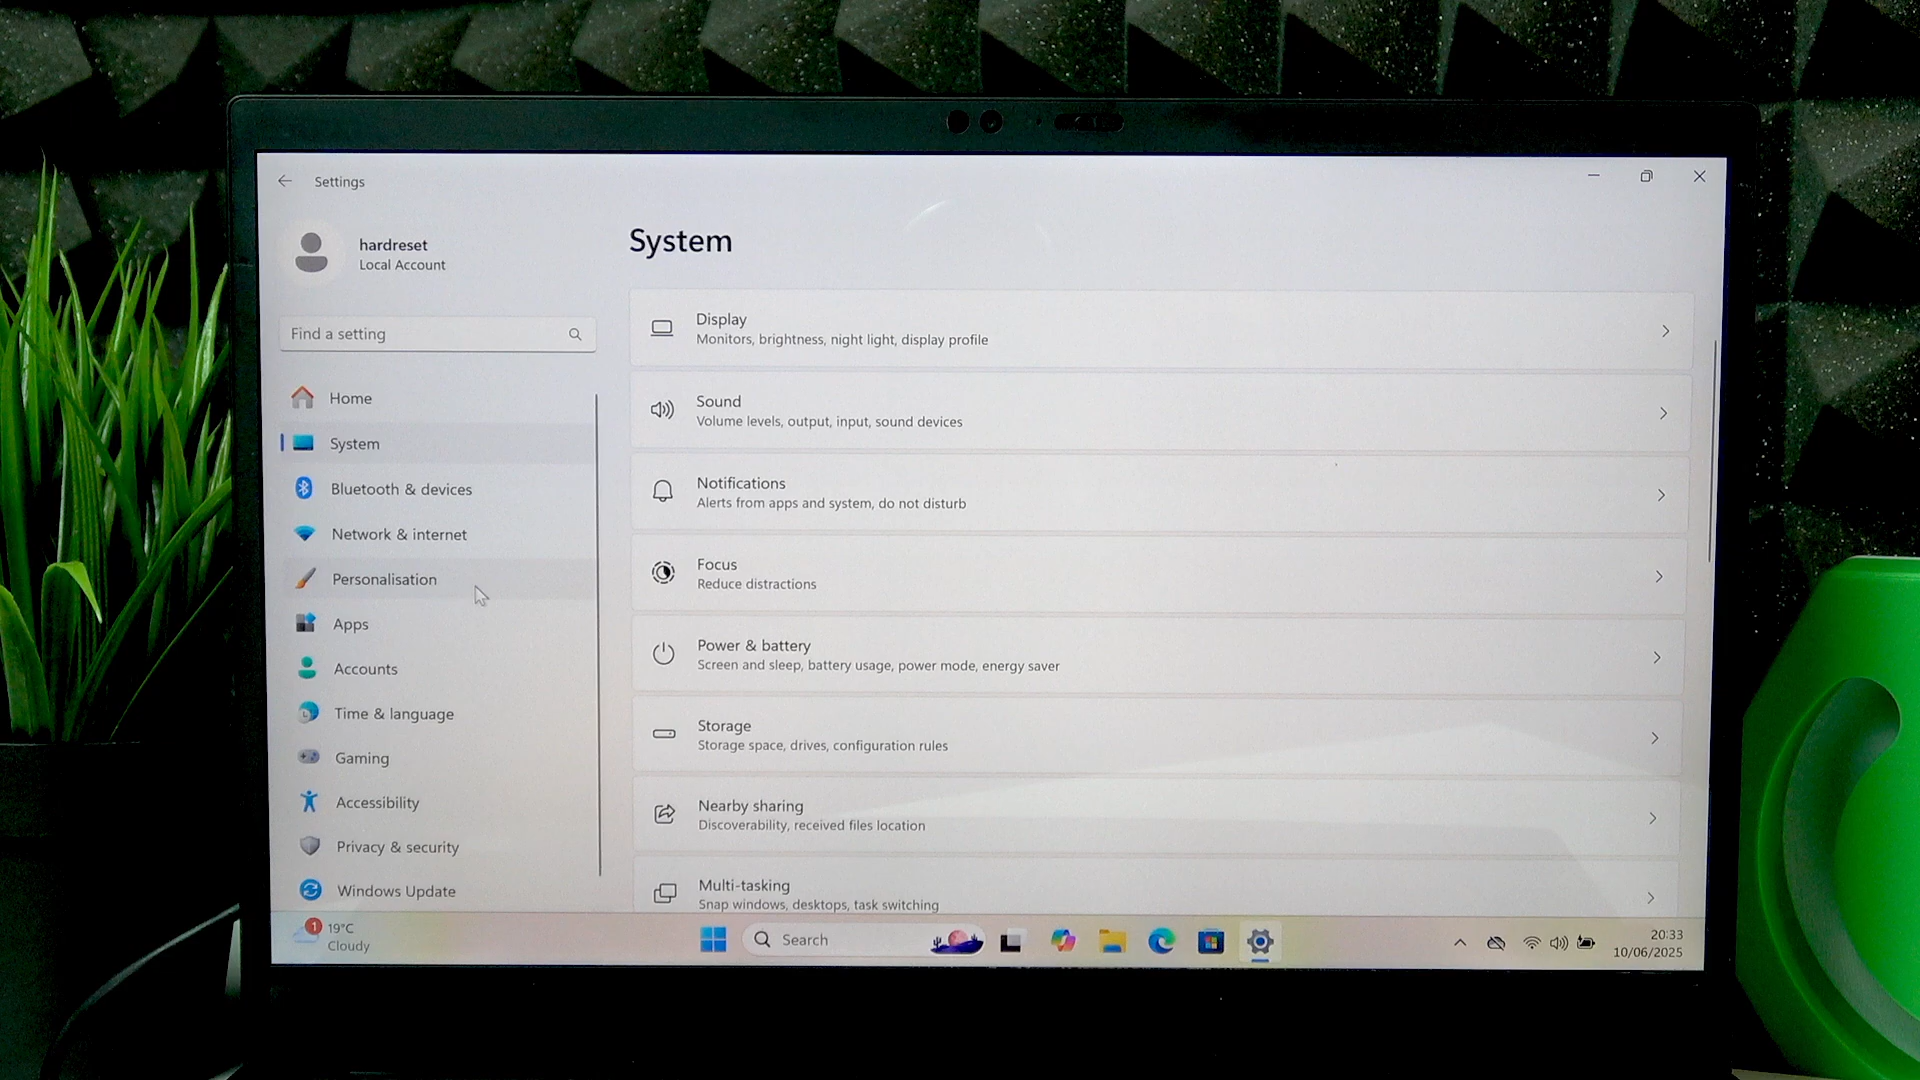 Settings
hardreset
Local Account
Find a setting
Home
System
Bluetooth & devices
Network & internet
Personalisation
Apps
Accounts
Time & language
Gaming
Accessibility
Privacy & security
Windows Update
System
Display
Monitors, brightness, night light, display profile
Sound
Volume levels, output, input, sound devices
Notifications
Alerts from apps and system, do not disturb
Focus
Reduce distractions
Power & battery
Screen and sleep, battery usage, power mode, energy saver
Storage
Storage space, drives, configuration rules
Nearby sharing
Discoverability, received files location
Multi-tasking
Snap windows, desktops, task switching
1
19°C
Cloudy
Search
20:33
10/06/2025